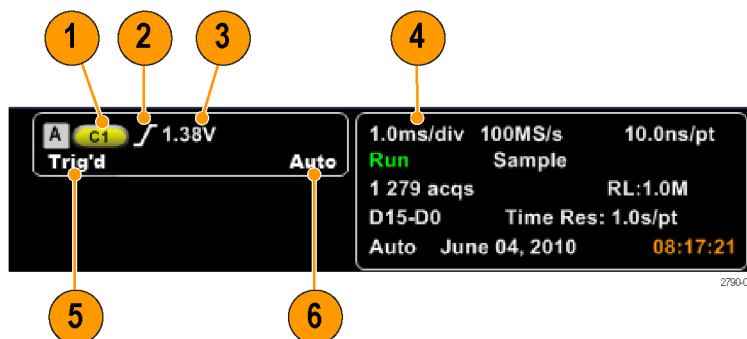 1 2 3 4
A C1 1.38V
Trig'd Auto
1.0ms/div 100MS/s 10.0ns/pt
Run Sample
1 279 acqs RL:1.0M
D15-D0 Time Res: 1.0s/pt
Auto June 04, 2010 08:17:21
5 6